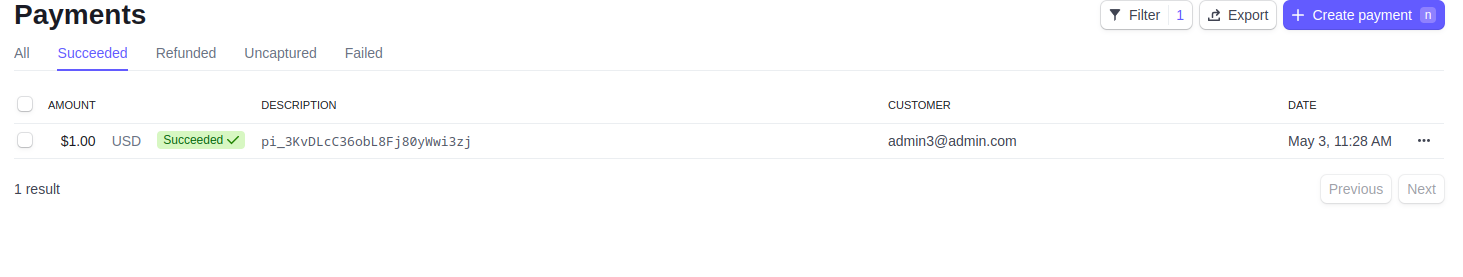 Payments
Filter 1 Export Create payment n
All Succeeded Refunded Uncaptured Failed
AMOUNT DESCRIPTION CUSTOMER DATE
$1.00 USD Succeeded pi_3KvDLcC36obL8Fj80yWwi3zj admin3@admin.com May 3, 11:28 AM
1 result Previous Next